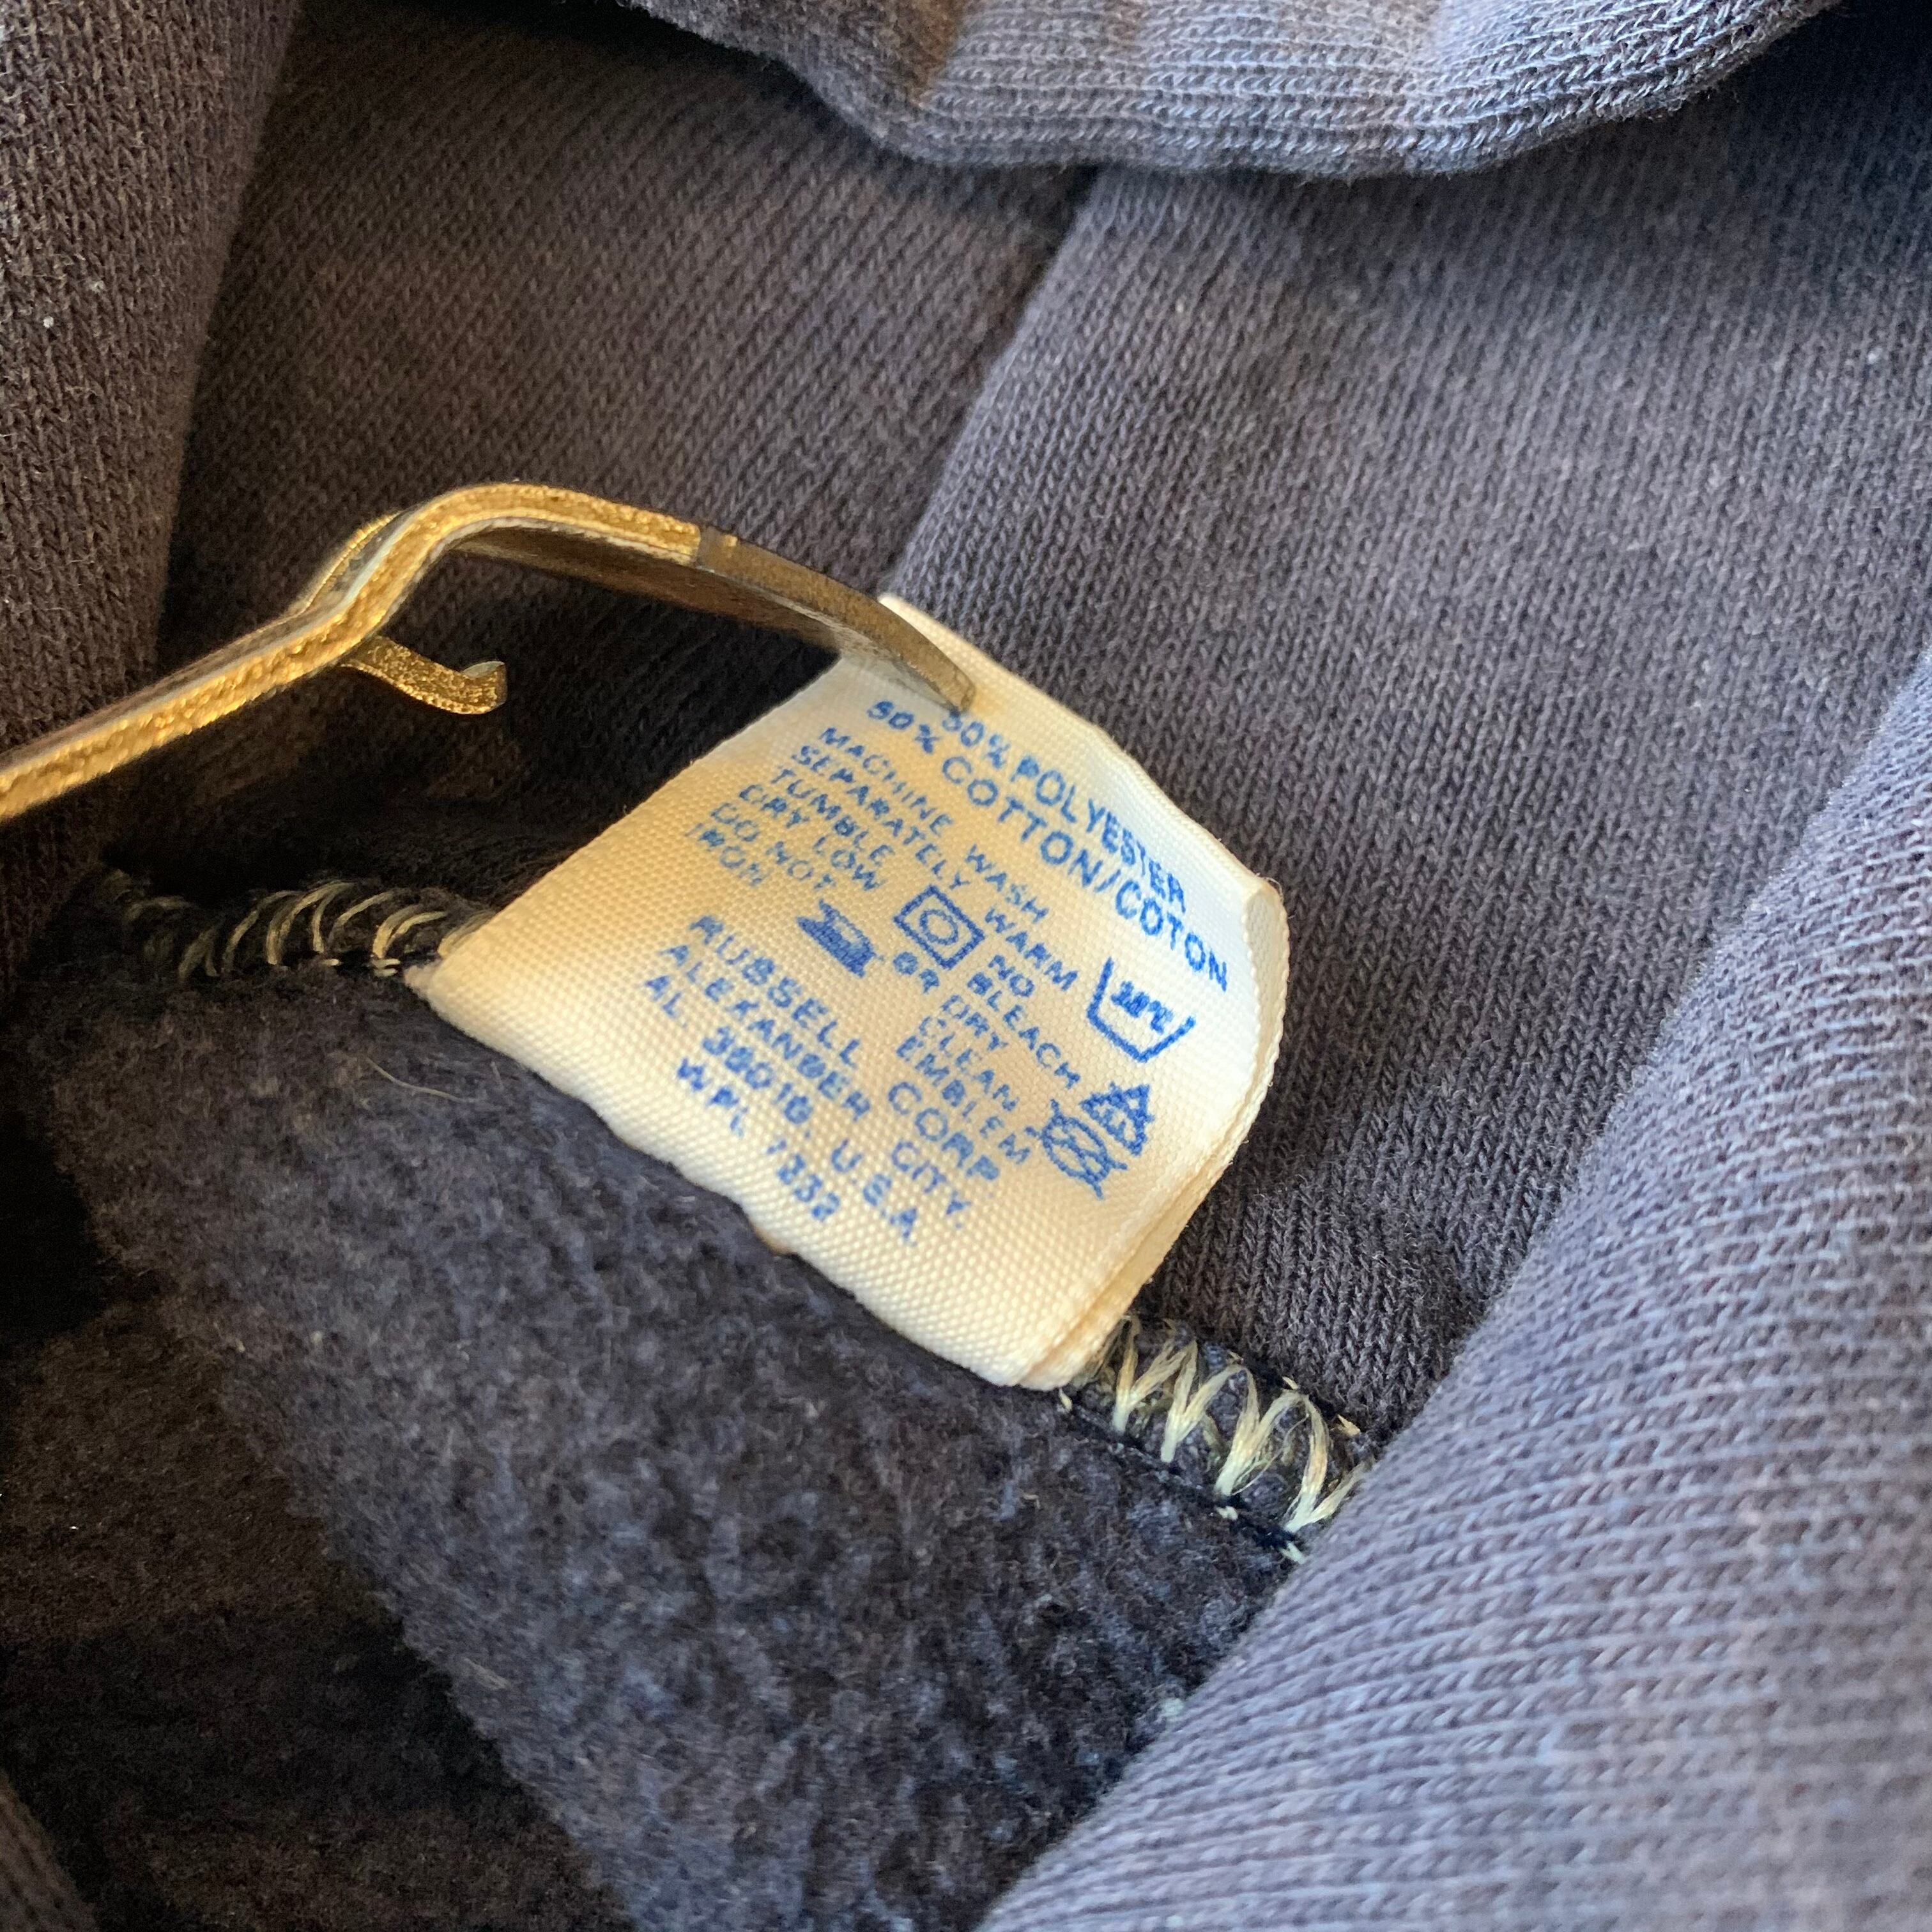 50% POLYESTER
50% COTTON/COTON
MACHINE WASH WARM
SEPARATELY NO BLEACH
TUMBLE
DRY LOW OR DRY
DO NOT CLEAN
IRON EMBLEM
RUSSELL CORP
ALEXANDER CITY,
AL. 35010, U.S.A.
WPL 7332